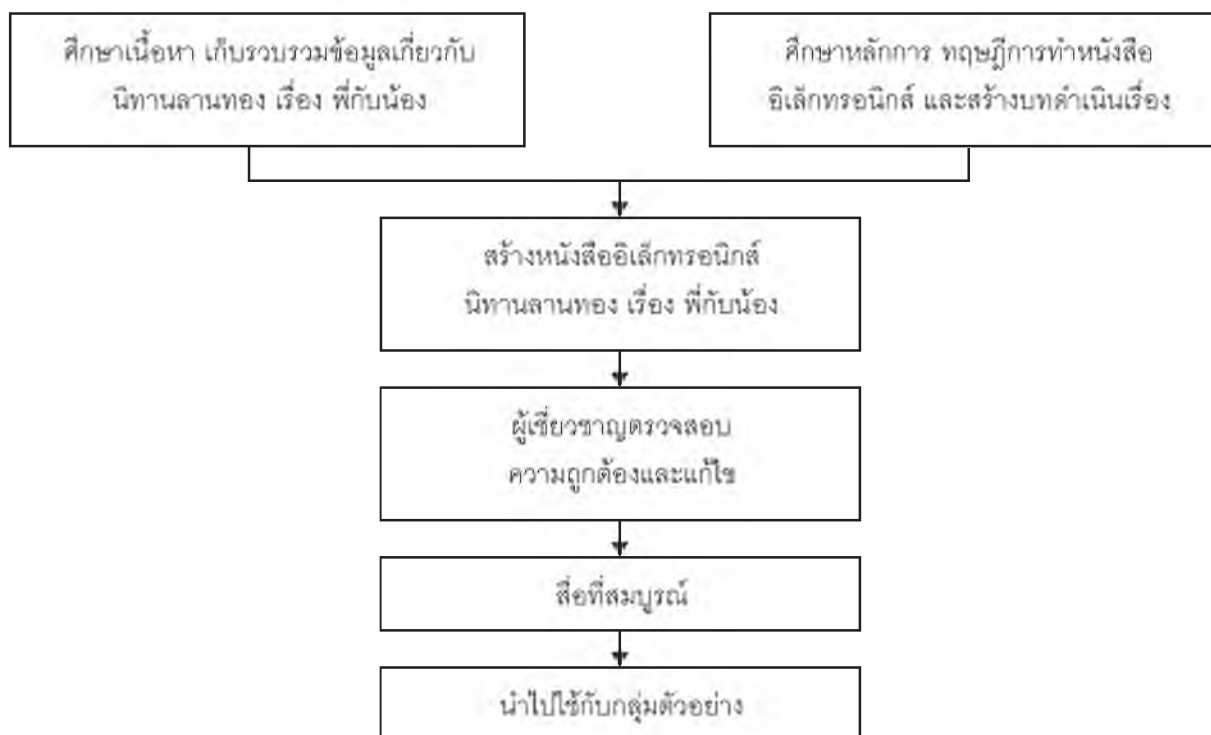 ศึกษาเนื้อหา เก็บรวบรวมข้อมูลเกี่ยวกับ
นิทานลานทอง เรื่อง พี่กับน้อง
ศึกษาหลักการ ทฤษฎีการทำหนังสือ
อิเล็กทรอนิกส์ และสร้างบทดำเนินเรื่อง
สร้างหนังสืออิเล็กทรอนิกส์
นิทานลานทอง เรื่อง พี่กับน้อง
ผู้เชี่ยวชาญตรวจสอบ
ความถูกต้องและแก้ไข
สื่อที่สมบูรณ์
นำไปใช้กับกลุ่มตัวอย่าง